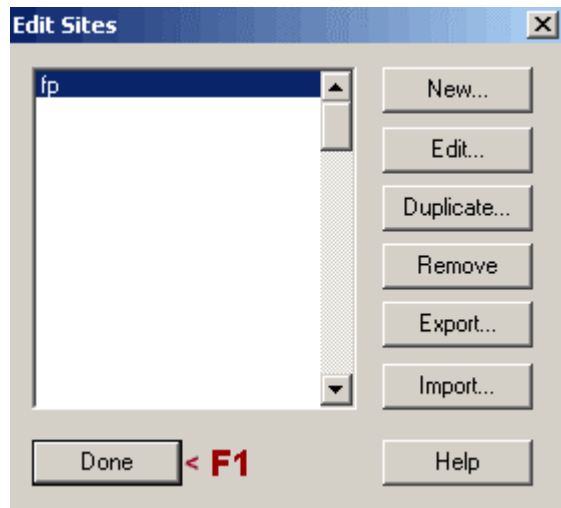 Edit Sites
fp
New...
Edit...
Duplicate...
Remove
Export...
Import...
Done < F1
Help